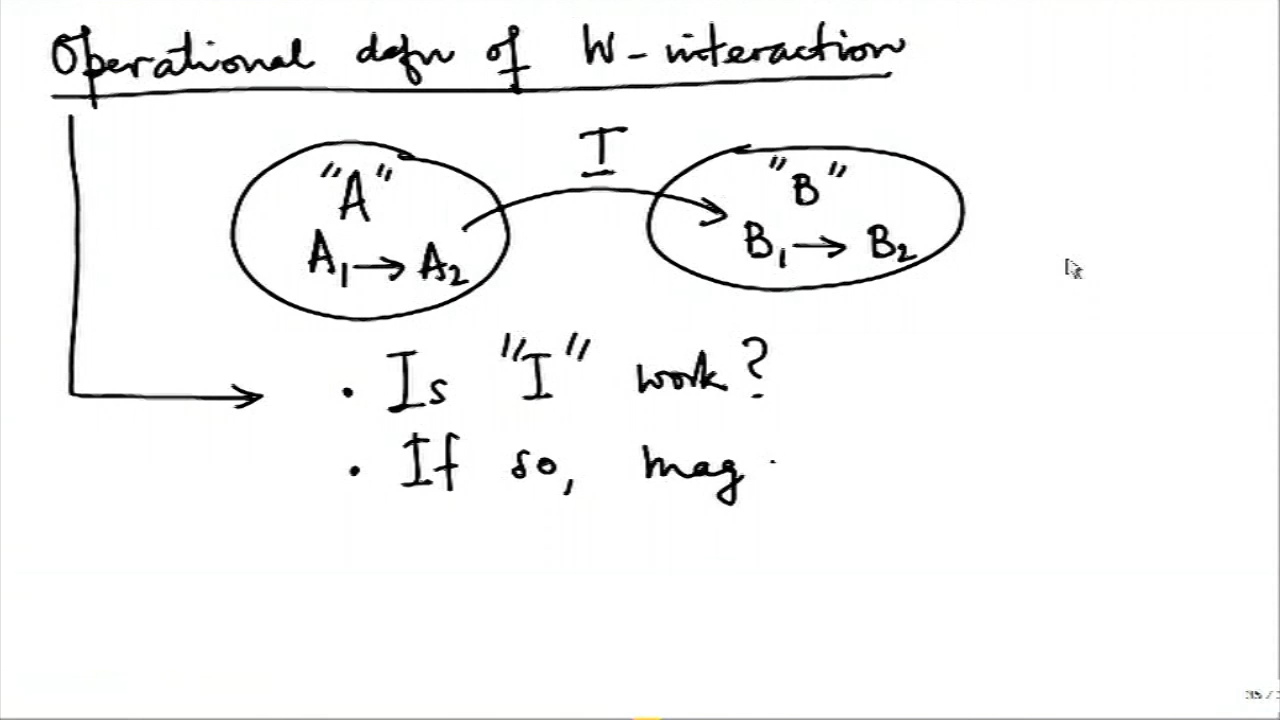 Operational defn of W-interaction
I
"A" "B"
A₁→A₂ B₁→B₂
· Is "I" work?
· If so, mag.